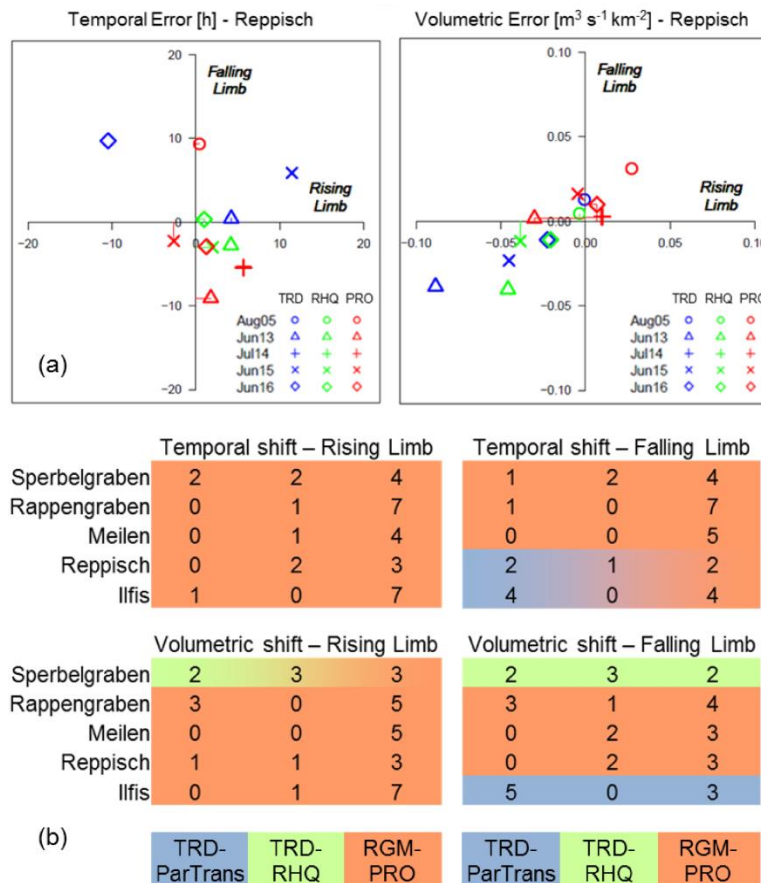 Temporal Error [h] - Reppisch
Volumetric Error [m³ s⁻¹ km⁻²] - Reppisch
20
Falling
Limb
10
Rising
Limb
0
−20 −10 0 10 20
−10
TRD RHQ PRO
Aug05
Jun13
Jul14
Jun15
Jun16
−20
0.10
Falling
Limb
0.05
Rising
Limb
0.00
−0.10 −0.05 0.00 0.05 0.10
−0.05
TRD RHQ PRO
Aug05
Jun13
Jul14
Jun15
Jun16
−0.10
(a)
Temporal shift – Rising Limb
Sperbelgraben 2 2 4
Rappengraben 0 1 7
Meilen 0 1 4
Reppisch 0 2 3
Ilfis 1 0 7
Temporal shift – Falling Limb
1 2 4
1 0 7
0 0 5
2 1 2
4 0 4
Volumetric shift – Rising Limb
Sperbelgraben 2 3 3
Rappengraben 3 0 5
Meilen 0 0 5
Reppisch 1 1 3
Ilfis 0 1 7
Volumetric shift – Falling Limb
2 3 2
3 1 4
0 2 3
0 2 3
5 0 3
(b)
TRD- TRD- RGM-
ParTrans RHQ PRO
TRD- TRD- RGM-
ParTrans RHQ PRO